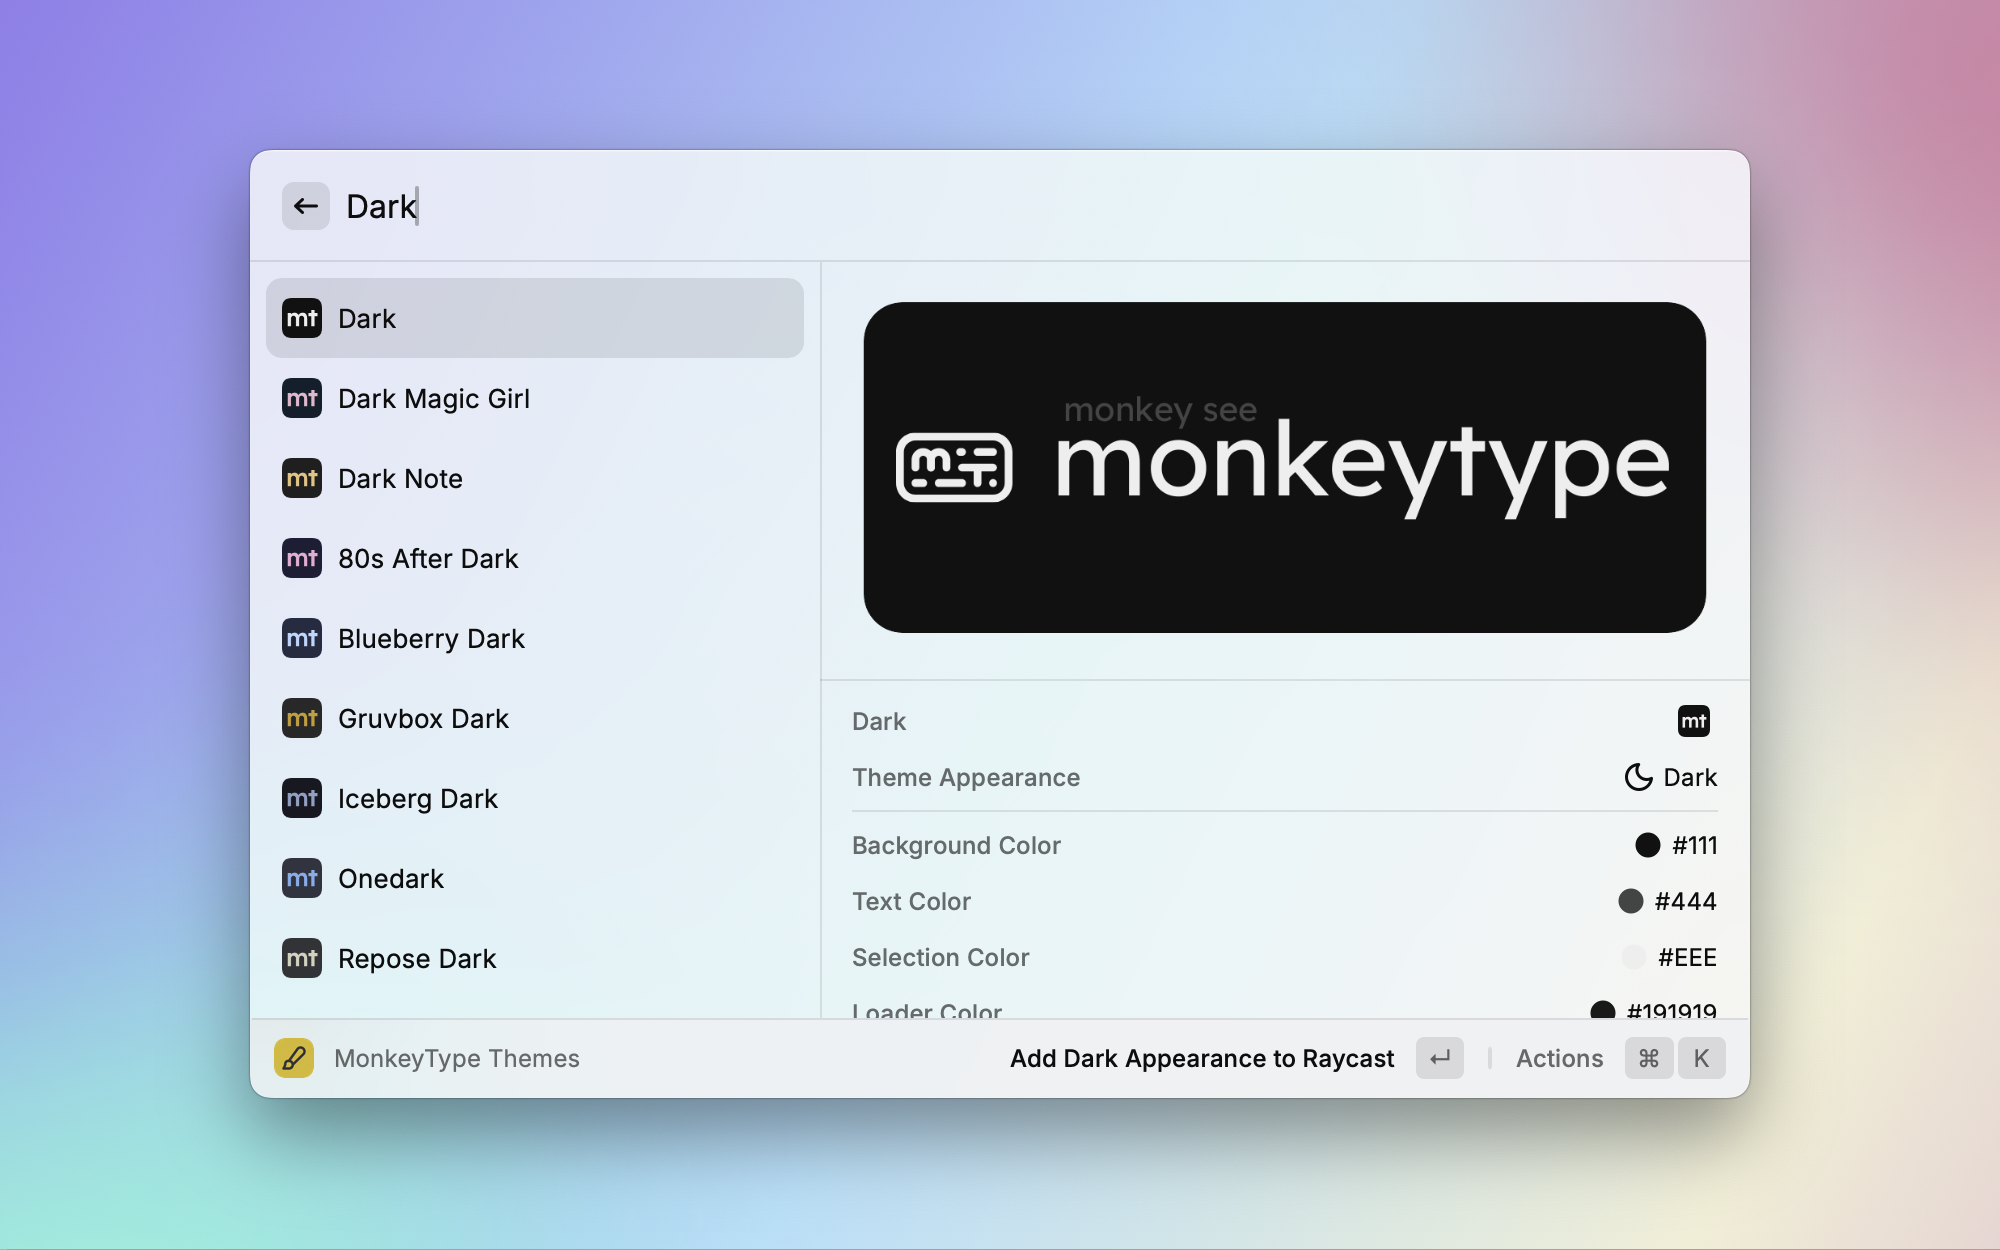 Dark
mt Dark
mt Dark Magic Girl
mt Dark Note
mt 80s After Dark
mt Blueberry Dark
mt Gruvbox Dark
mt Iceberg Dark
mt Onedark
mt Repose Dark
monkey see
mT. monkeytype
Dark mt
Theme Appearance Dark
Background Color #111
Text Color #444
Selection Color #EEE
Loader Color #191919
MonkeyType Themes Add Dark Appearance to Raycast ↵ Actions ⌘ K